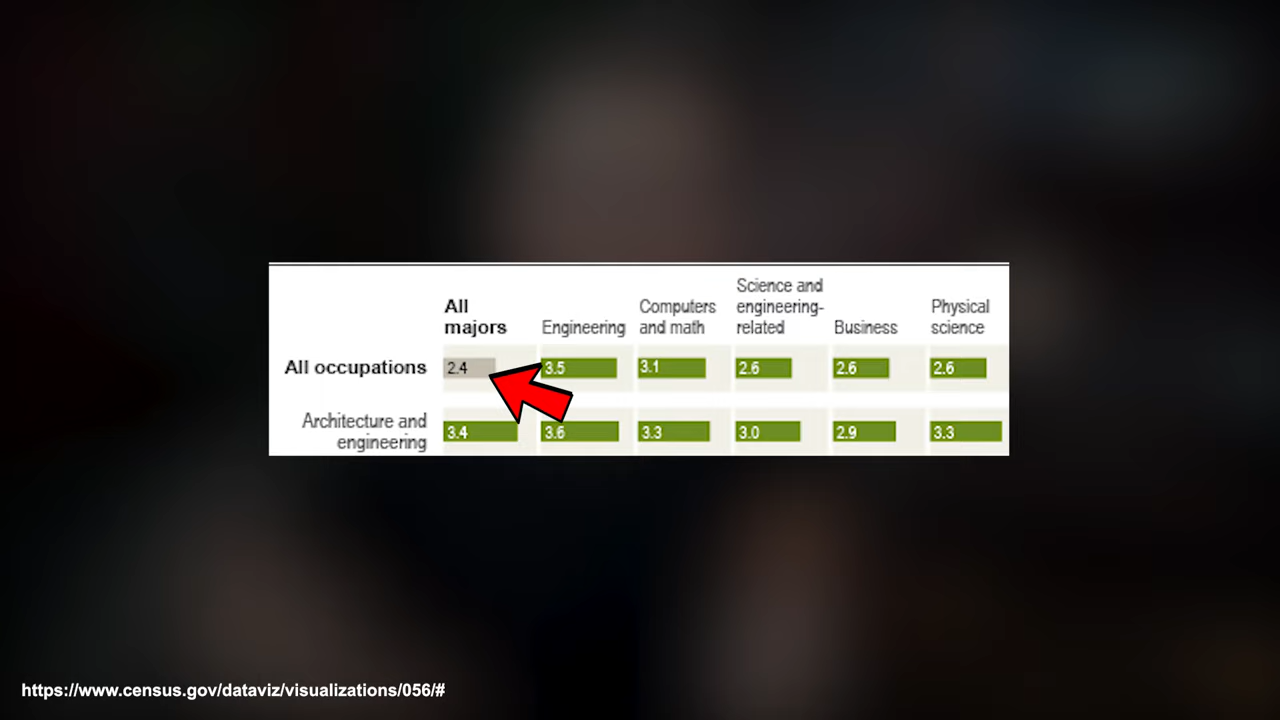 All
majors
Engineering
Computers
and math
Science and
engineering-
related
Business
Physical
science
All occupations
2.4
3.5
3.1
2.6
2.6
2.6
Architecture and
engineering
3.4
3.6
3.3
3.0
2.9
3.3
https://www.census.gov/dataviz/visualizations/056/#